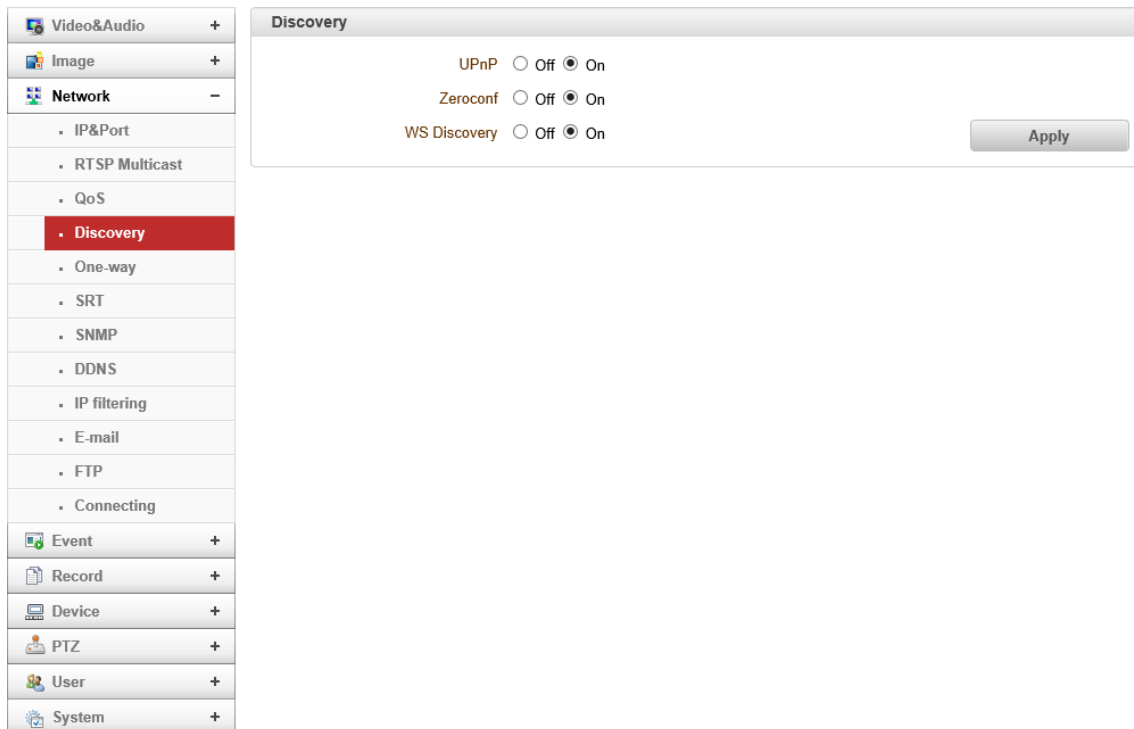 Video&Audio +
Image +
Network −
IP&Port
RTSP Multicast
QoS
Discovery
One-way
SRT
SNMP
DDNS
IP filtering
E-mail
FTP
Connecting
Event +
Record +
Device +
PTZ +
User +
System +
Discovery
UPnP Off On
Zeroconf Off On
WS Discovery Off On
Apply